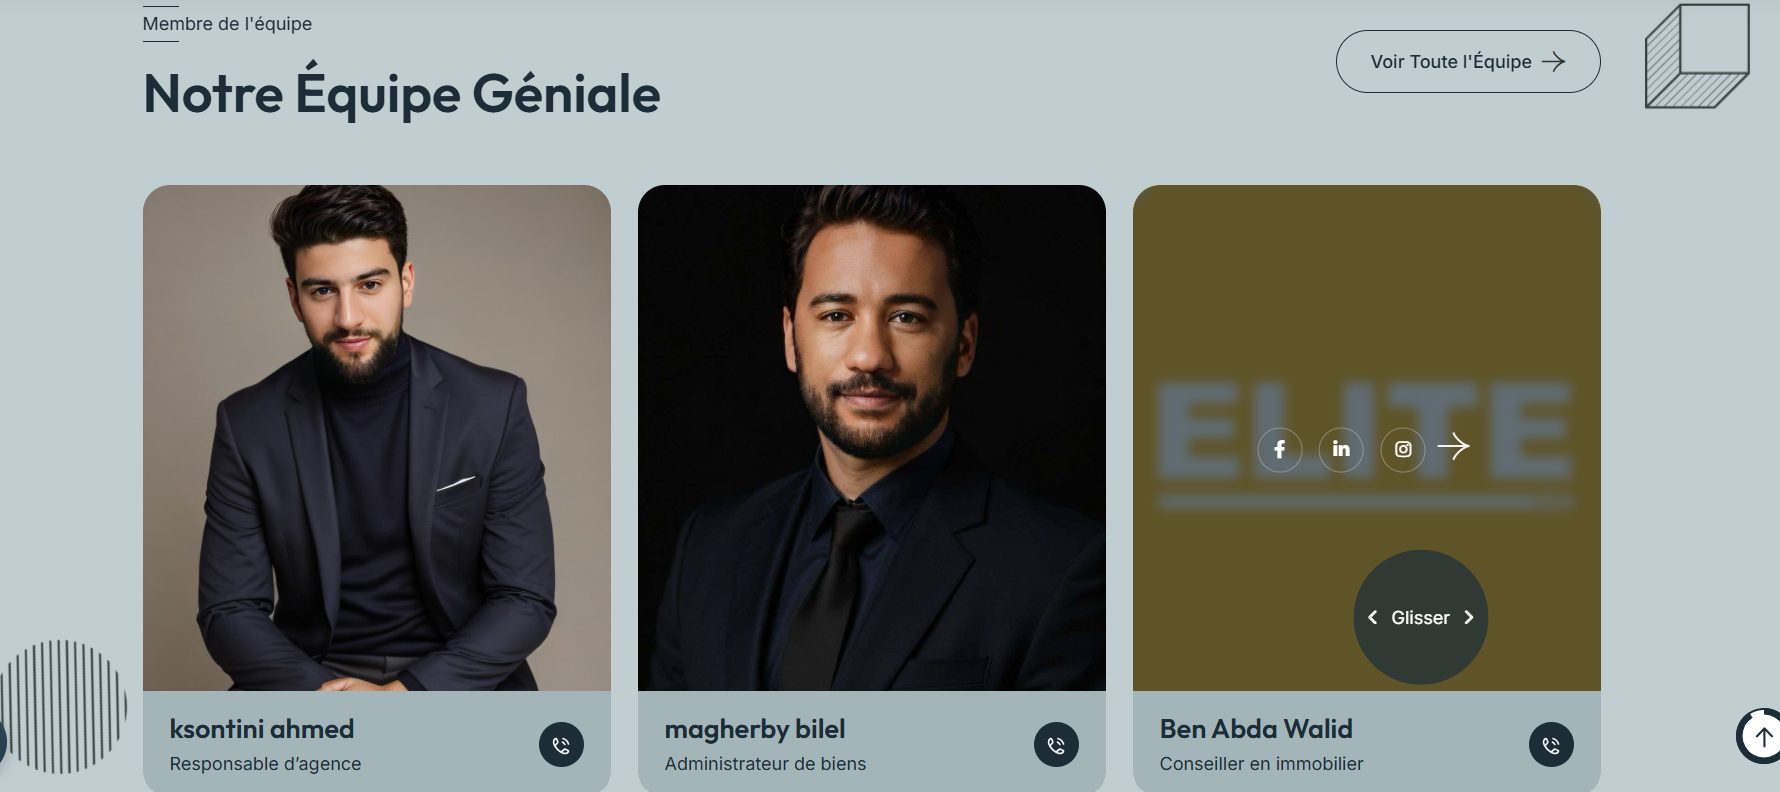 Membre de l'équipe
Notre Équipe Géniale
Voir Toute l'Équipe
ELITE
Glisser
ksontini ahmed
Responsable d’agence
magherby bilel
Administrateur de biens
Ben Abda Walid
Conseiller en immobilier